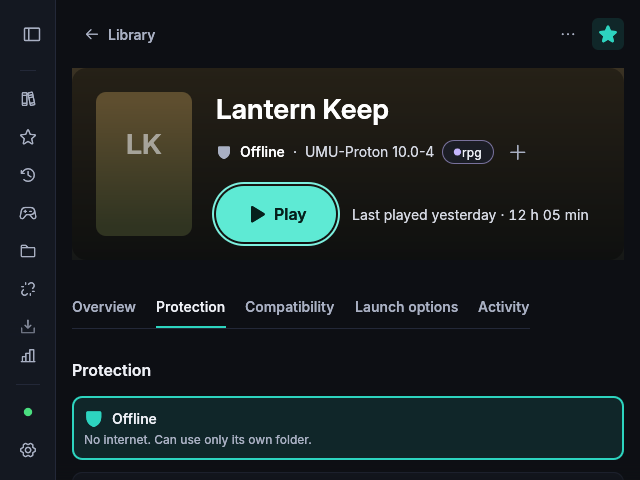 Library
Lantern Keep
LK
Offline · UMU-Proton 10.0-4 rpg
Play
Last played yesterday · 12 h 05 min
Overview Protection Compatibility Launch options Activity
Protection
Offline
No internet. Can use only its own folder.